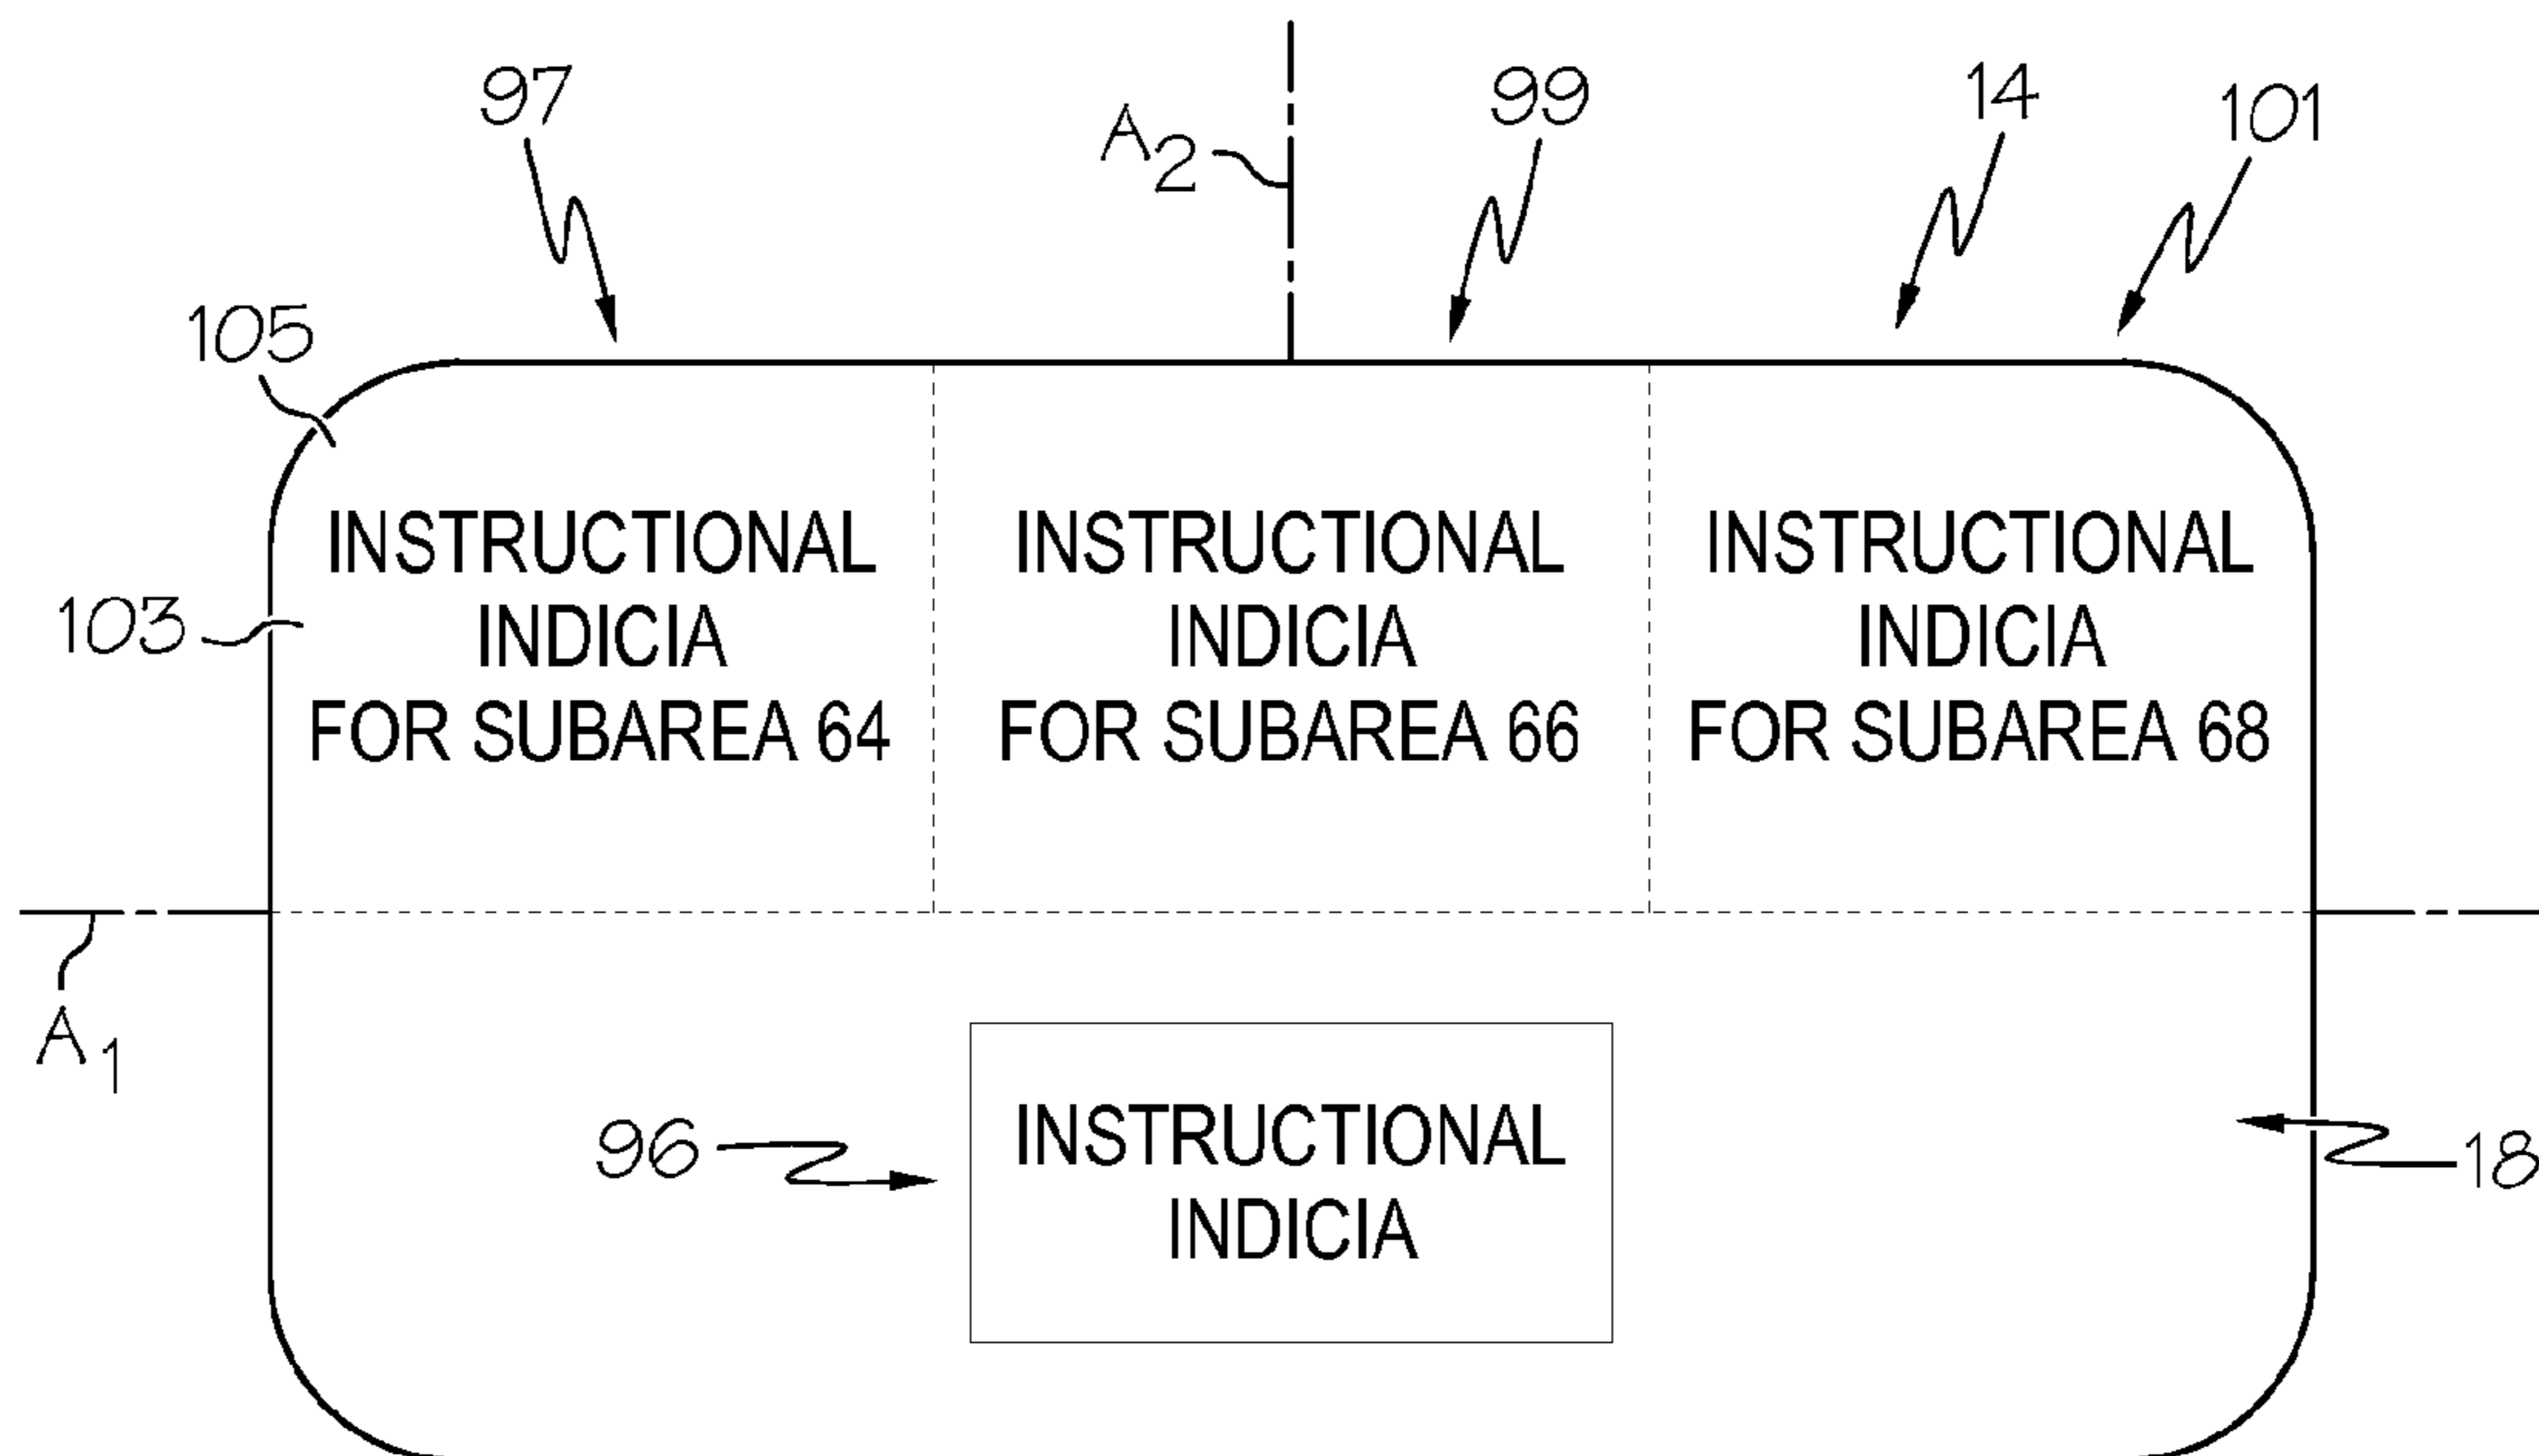 97
A2
99
14
101
105
INSTRUCTIONAL
INDICIA
FOR SUBAREA 64
INSTRUCTIONAL
INDICIA
FOR SUBAREA 66
INSTRUCTIONAL
INDICIA
FOR SUBAREA 68
103
A1
96
INSTRUCTIONAL
INDICIA
18